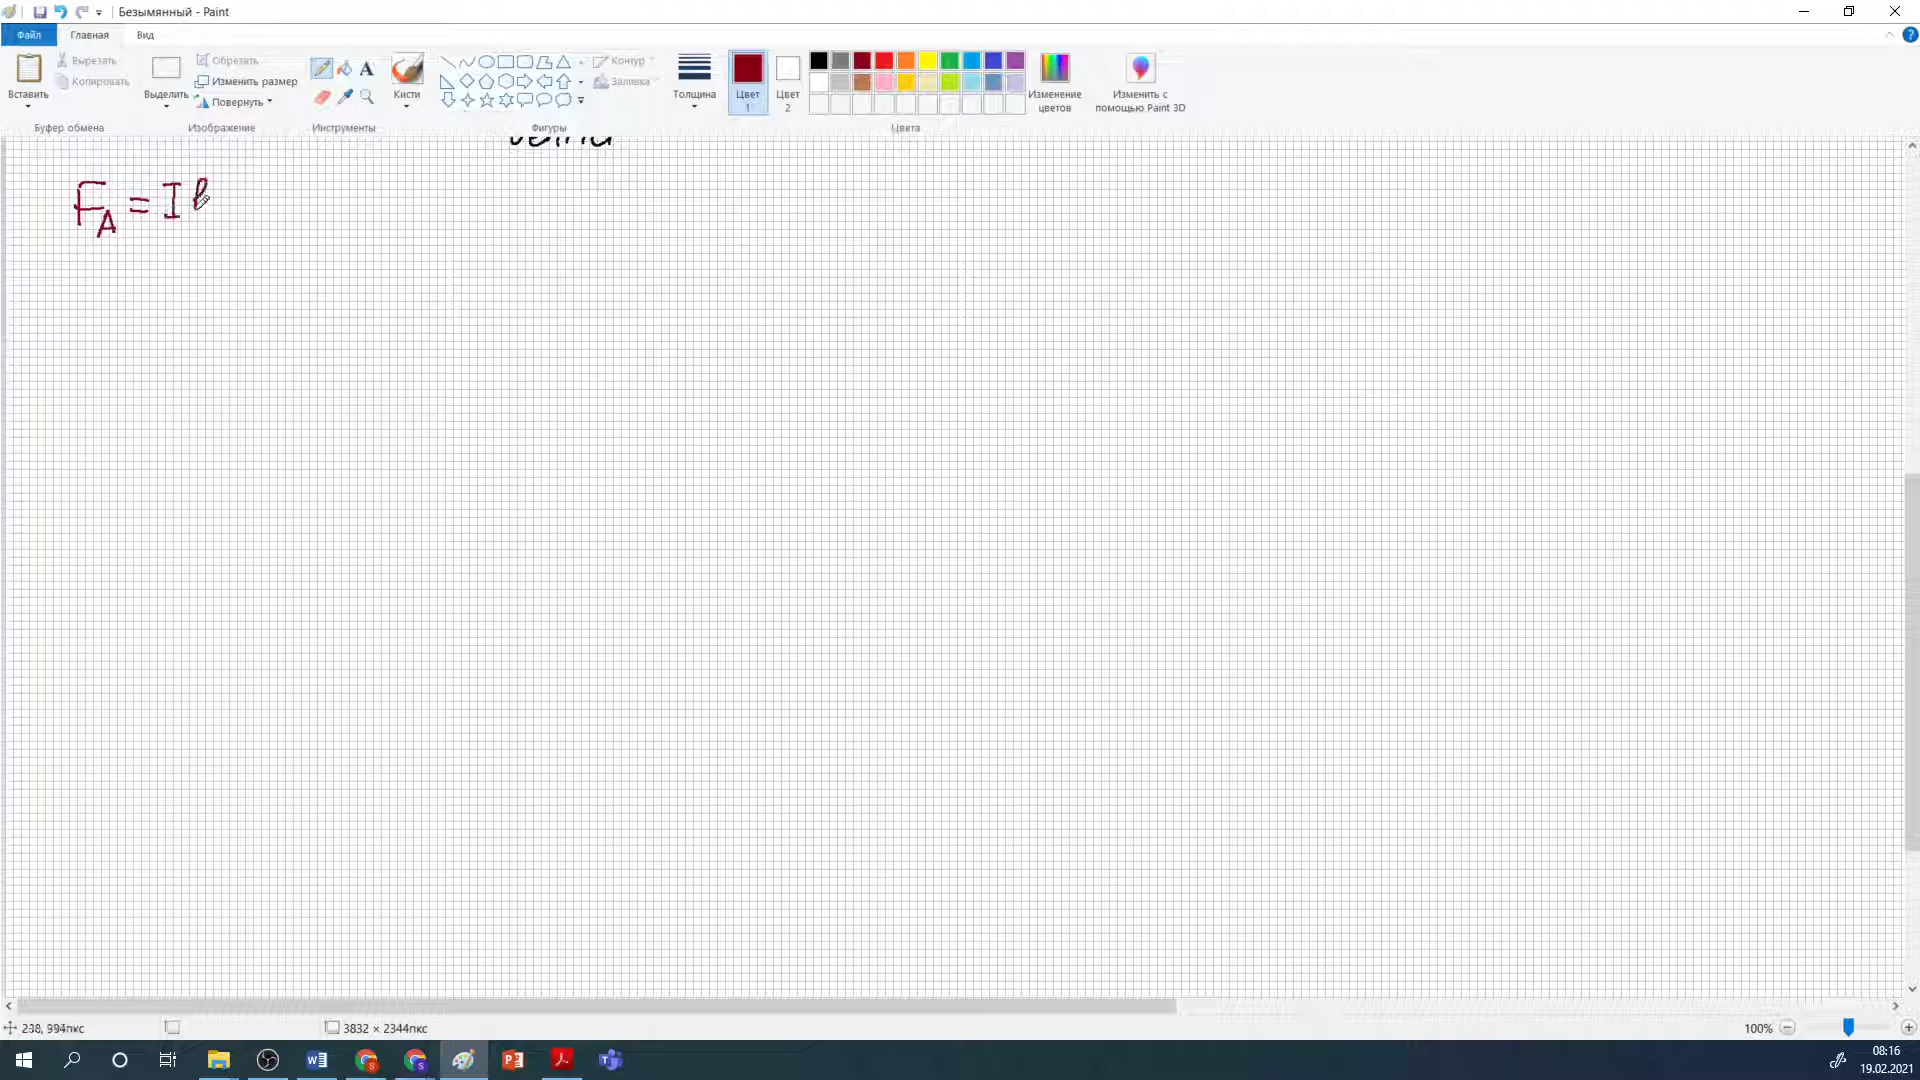 Безымянный - Paint
Файл Главная Вид
Вставить
Вырезать
Копировать
Буфер обмена
Выделить
Обрезать
Изменить размер
Повернуть
Изображение
A
Инструменты
Кисти
Контур
Заливка
Фигуры
Толщина
Цвет 1
Цвет 2
Цвета
Изменение цветов
Изменить с помощью Paint 3D
F_A = I
238, 994пкс
3832 × 2344пкс
100%
08:16
19.02.2021